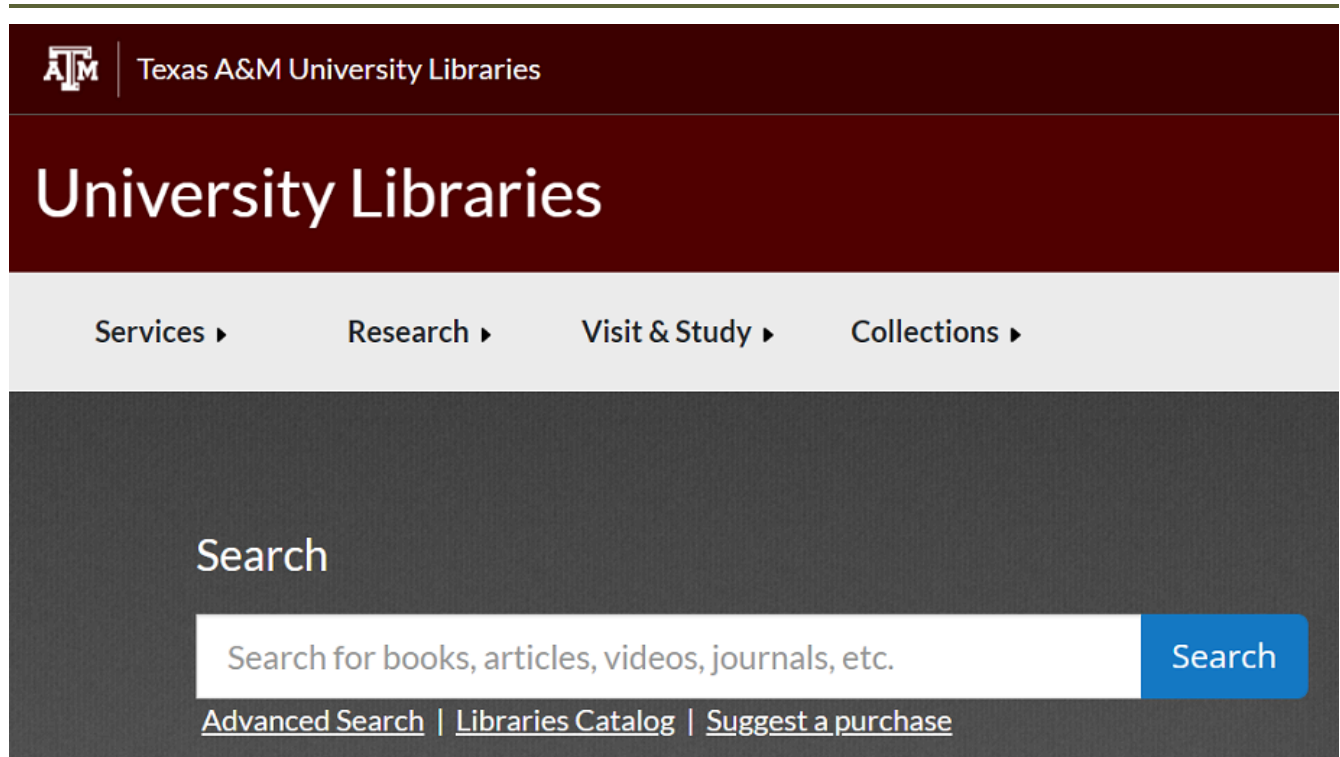 ATM Texas A&M University Libraries
University Libraries
Services Research Visit & Study Collections
Search
Search for books, articles, videos, journals, etc. Search
Advanced Search | Libraries Catalog | Suggest a purchase